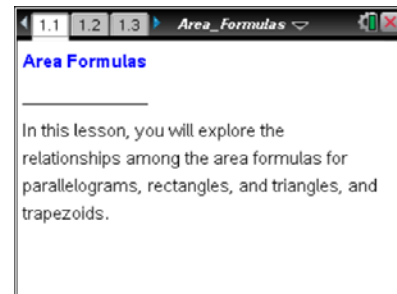 1.1 1.2 1.3 Area_Formulas
Area Formulas
In this lesson, you will explore the
relationships among the area formulas for
parallelograms, rectangles, and triangles, and
trapezoids.